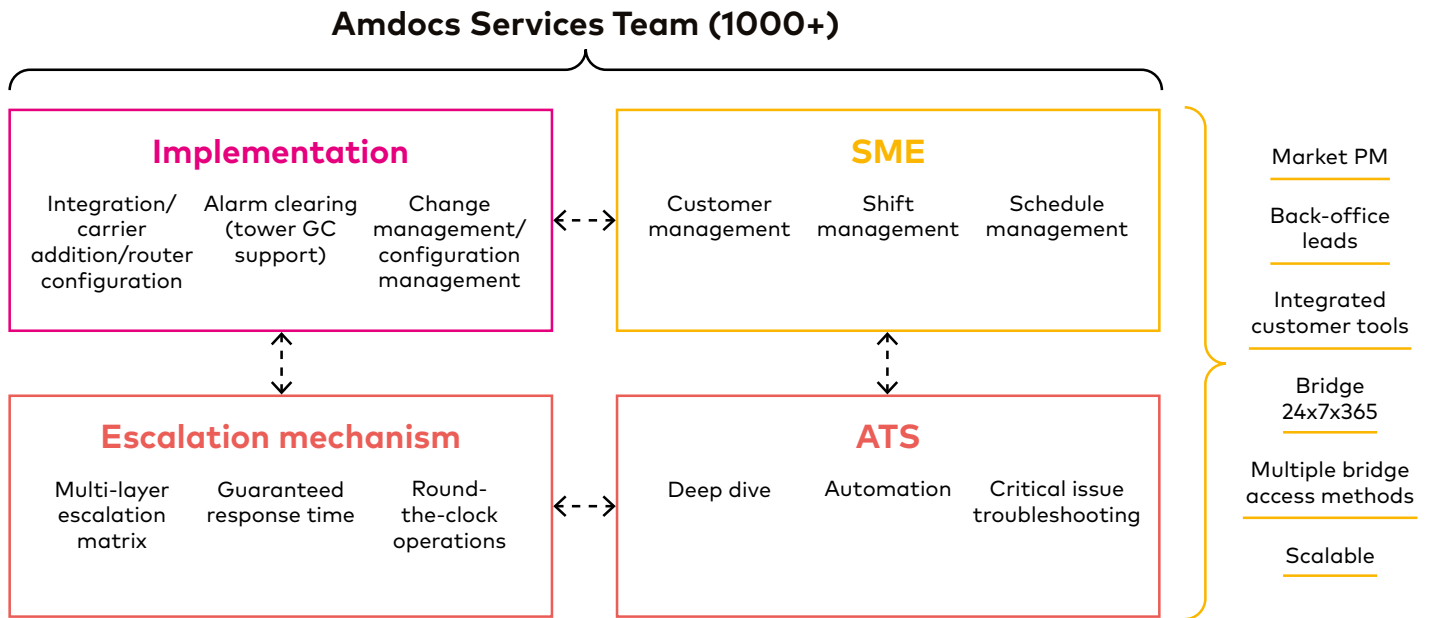 Amdocs Services Team (1000+)
Implementation
Integration/
carrier
addition/router
configuration
Alarm clearing
(tower GC
support)
Change
management/
configuration
management
SME
Customer
management
Shift
management
Schedule
management
Escalation mechanism
Multi-layer
escalation
matrix
Guaranteed
response time
Round-
the-clock
operations
ATS
Deep dive
Automation
Critical issue
troubleshooting
Market PM
Back-office
leads
Integrated
customer tools
Bridge
24x7x365
Multiple bridge
access methods
Scalable